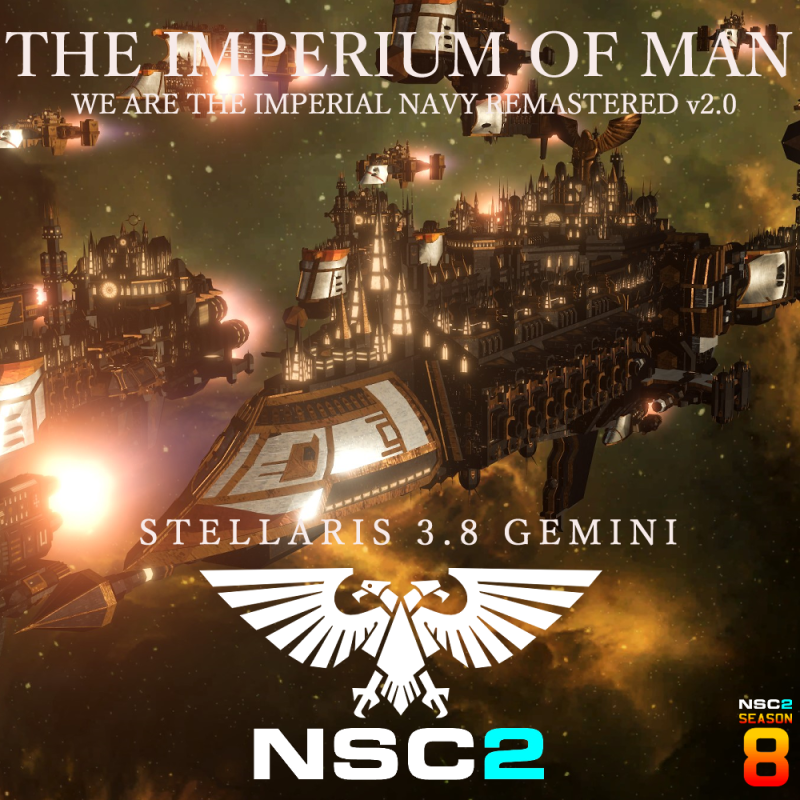 THE IMPERIUM OF MAN
WE ARE THE IMPERIAL NAVY REMASTERED v2.0
STELLARIS 3.8 GEMINI
NSC2
NSC2
SEASON
8